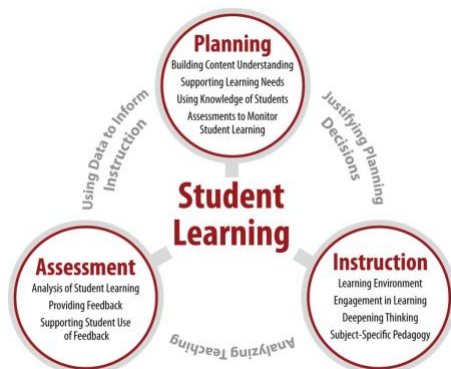 Planning
Building Content Understanding
Supporting Learning Needs
Using Knowledge of Students
Assessments to Monitor
Student Learning
Using Data to Inform
Instruction
Justifying Planning
Decisions
Student
Learning
Assessment
Analysis of Student Learning
Providing Feedback
Supporting Student Use
of Feedback
Instruction
Learning Environment
Engagement in Learning
Deepening Thinking
Subject-Specific Pedagogy
Analyzing Teaching